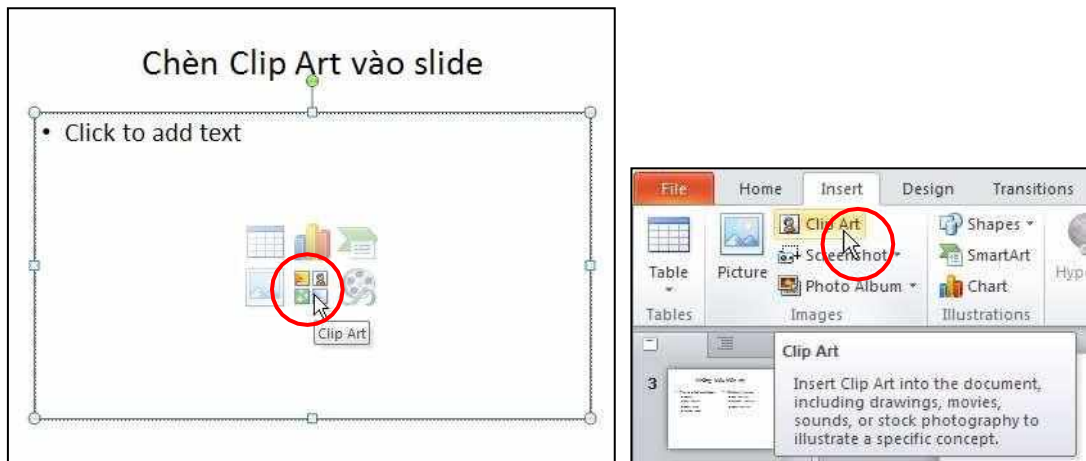 Chèn Clip Art vào slide
• Click to add text
Clip Art
File Home Insert Design Transitions
Table
Picture
Clip Art
Screenshot
Photo Album
Shapes
SmartArt
Chart
Hyp
Tables Images Illustrations
3
Clip Art
Insert Clip Art into the document,
including drawings, movies,
sounds, or stock photography to
illustrate a specific concept.